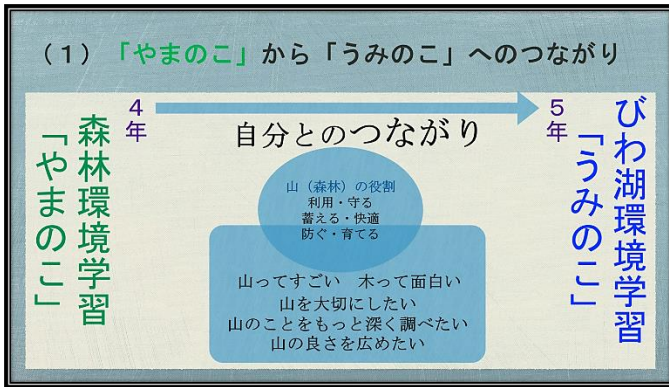 （１）「やまのこ」から「うみのこ」へのつながり
森林環境学習
「やまのこ」
４年
５年
自分とのつながり
山（森林）の役割
利用・守る
蓄える・快適
防ぐ・育てる
山ってすごい　木って面白い
山を大切にしたい
山のことをもっと深く調べたい
山の良さを広めたい
びわ湖環境学習
「うみのこ」